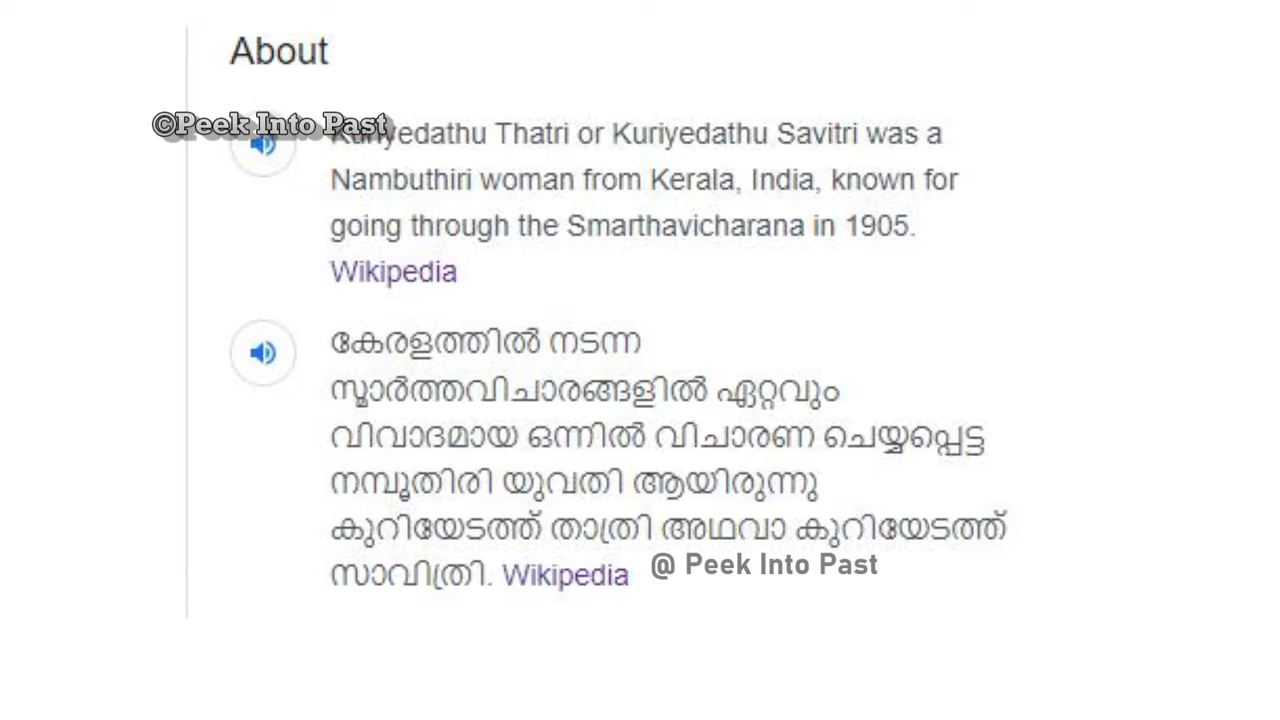 About
©Peek Into Past
Kuriyedathu Thatri or Kuriyedathu Savitri was a
Nambuthiri woman from Kerala, India, known for
going through the Smarthavicharana in 1905.
Wikipedia
കേരളത്തിൽ നടന്ന
സ്മാർത്തവിചാരങ്ങളിൽ ഏറ്റവും
വിവാദമായ ഒന്നിൽ വിചാരണ ചെയ്യപ്പെട്ട
നമ്പൂതിരി യുവതി ആയിരുന്നു
കുറിയേടത്ത് താത്രി അഥവാ കുറിയേടത്ത്
സാവിത്രി. Wikipedia
@ Peek Into Past